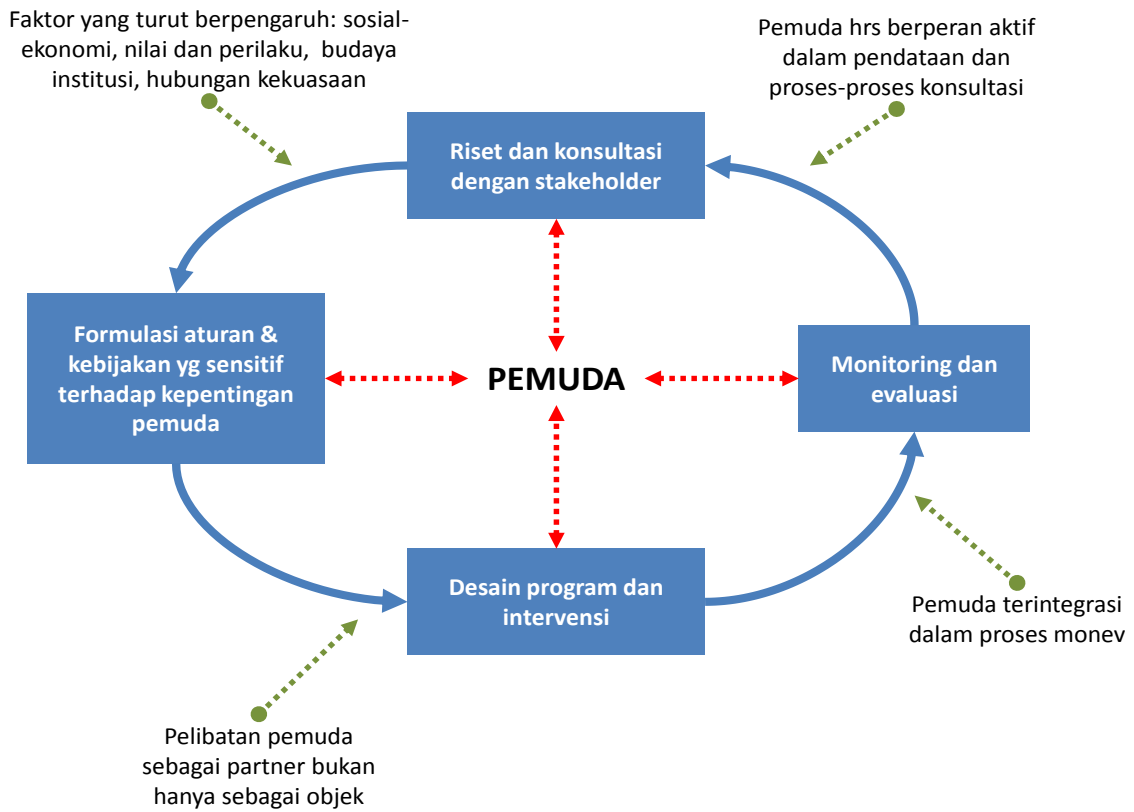 Faktor yang turut berpengaruh: sosial-
ekonomi, nilai dan perilaku, budaya
institusi, hubungan kekuasaan
Pemuda hrs berperan aktif
dalam pendataan dan
proses-proses konsultasi
Riset dan konsultasi
dengan stakeholder
Formulasi aturan &
kebijakan yg sensitif
terhadap kepentingan
pemuda
PEMUDA
Monitoring dan
evaluasi
Desain program dan
intervensi
Pemuda terintegrasi
dalam proses monev
Pelibatan pemuda
sebagai partner bukan
hanya sebagai objek